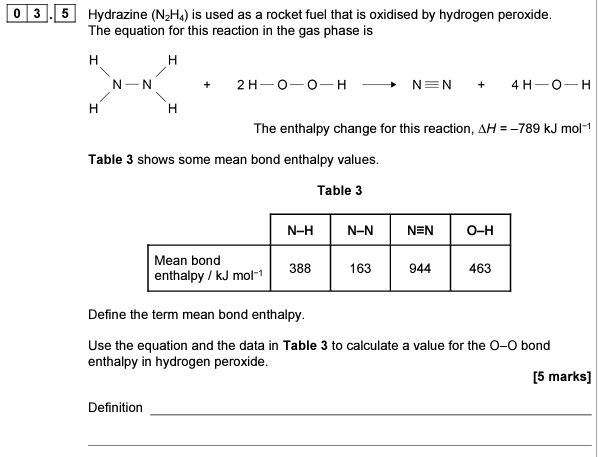 0 3 . 5 Hydrazine (N₂H₄) is used as a rocket fuel that is oxidised by hydrogen peroxide.
The equation for this reaction in the gas phase is
H H
N—N + 2 H—O—O—H ⟶ N≡N + 4 H—O—H
H H
The enthalpy change for this reaction, ΔH = –789 kJ mol⁻¹
Table 3 shows some mean bond enthalpy values.
Table 3
N–H N–N N≡N O–H
Mean bond
enthalpy / kJ mol⁻¹ 388 163 944 463
Define the term mean bond enthalpy.
Use the equation and the data in Table 3 to calculate a value for the O–O bond
enthalpy in hydrogen peroxide.
[5 marks]
Definition